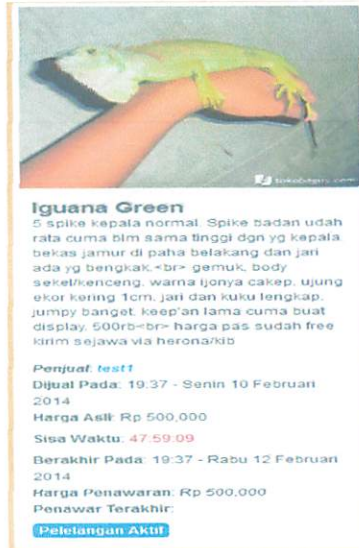 tokobagus.com
Iguana Green
5 spike kepala normal. Spike badan udah
rata cuma blm sama tinggi dgn yg kepala.
bekas jamur di paha belakang dan jari
ada yg bengkak.<br> gemuk. body
sekel/kenceng. warna ijonya cakep. ujung
ekor kering 1cm. jari dan kuku lengkap.
jumpy banget. keep'an lama cuma buat
display. 500rb<br> harga pas sudah free
kirim sejawa via herona/kib
Penjual: test1
Dijual Pada: 19:37 - Senin 10 Februari
2014
Harga Asli: Rp 500,000
Sisa Waktu: 47:59:09
Berakhir Pada: 19:37 - Rabu 12 Februari
2014
Harga Penawaran: Rp 500,000
Penawar Terakhir:
Pelelangan Aktif